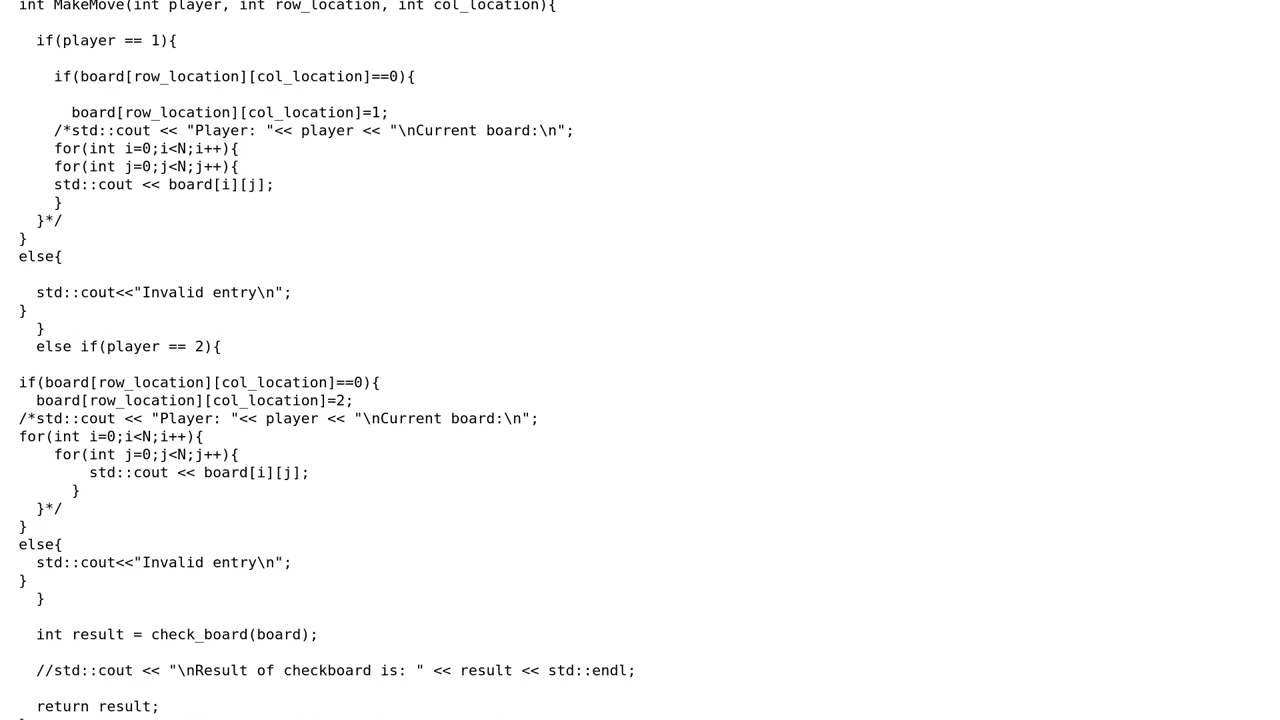 int MakeMove(int player, int row_location, int col_location){
if(player == 1){
if(board[row_location][col_location]==0){
board[row_location][col_location]=1;
/*std::cout << "Player: "<< player << "\nCurrent board:\n";
for(int i=0;i<N;i++){
for(int j=0;j<N;j++){
std::cout << board[i][j];
}
}*/
}
else{
std::cout<<"Invalid entry\n";
}
}
else if(player == 2){
if(board[row_location][col_location]==0){
board[row_location][col_location]=2;
/*std::cout << "Player: "<< player << "\nCurrent board:\n";
for(int i=0;i<N;i++){
for(int j=0;j<N;j++){
std::cout << board[i][j];
}
}*/
}
else{
std::cout<<"Invalid entry\n";
}
}
int result = check_board(board);
//std::cout << "\nResult of checkboard is: " << result << std::endl;
return result;
}